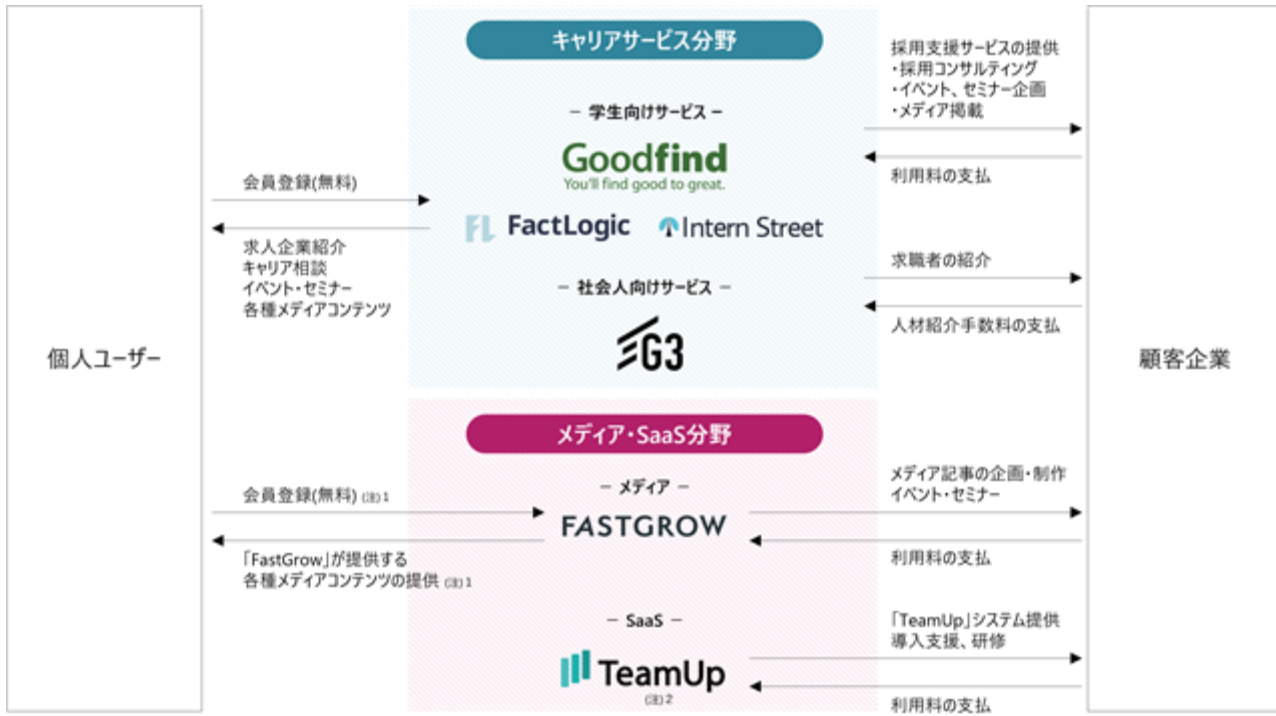 個人ユーザー
会員登録(無料)
求人企業紹介
キャリア相談
イベント・セミナー
各種メディアコンテンツ
会員登録(無料) (注)1
「FastGrow」が提供する
各種メディアコンテンツの提供 (注)1
キャリアサービス分野
― 学生向けサービス ―
Goodfind
You'll find good to great.
FL FactLogic
Intern Street
― 社会人向けサービス ―
G3
メディア・SaaS分野
― メディア ―
FASTGROW
― SaaS ―
TeamUp
(注)2
採用支援サービスの提供
・採用コンサルティング
・イベント、セミナー企画
・メディア掲載
利用料の支払
求職者の紹介
人材紹介手数料の支払
メディア記事の企画・制作
イベント・セミナー
利用料の支払
「TeamUp」システム提供
導入支援、研修
利用料の支払
顧客企業